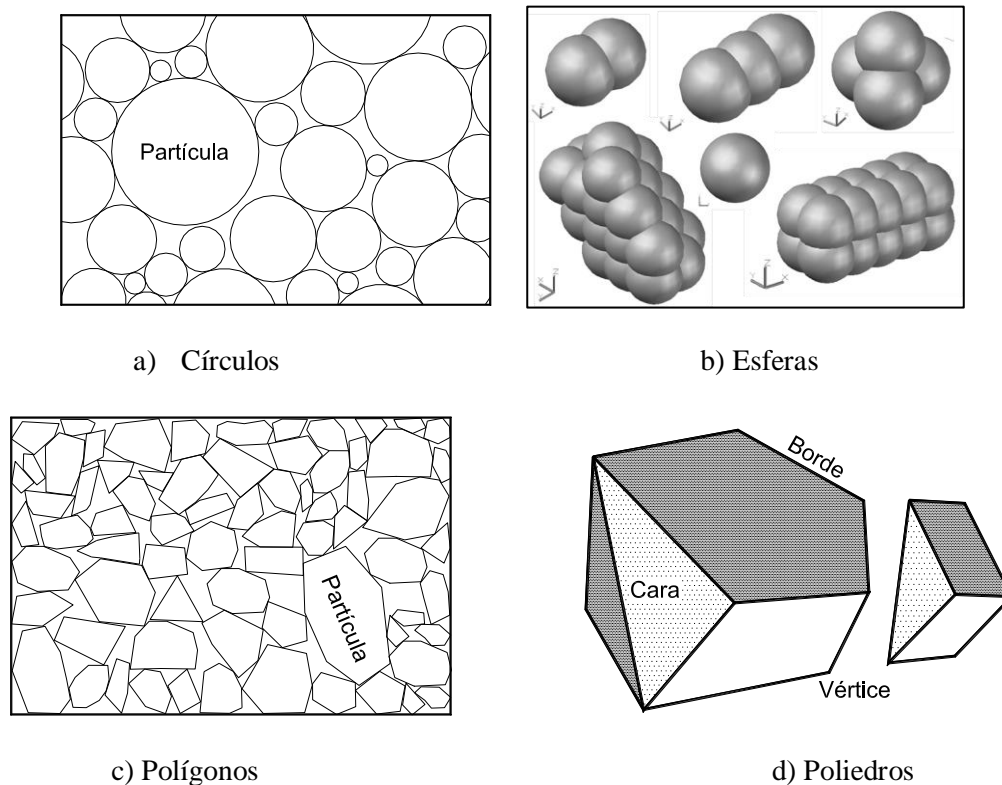 Partícula
a) Círculos
b) Esferas
Partícula
Borde
Cara
Vértice
c) Polígonos
d) Poliedros